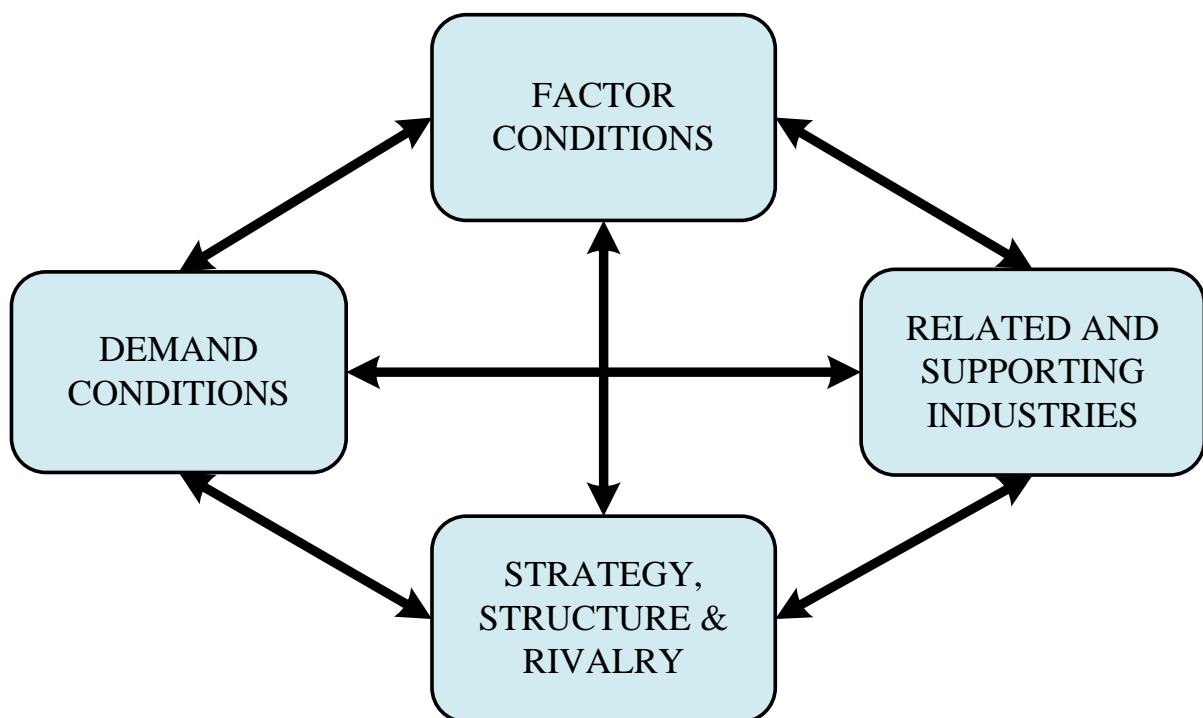 FACTOR
CONDITIONS
DEMAND
CONDITIONS
RELATED AND
SUPPORTING
INDUSTRIES
STRATEGY,
STRUCTURE &
RIVALRY